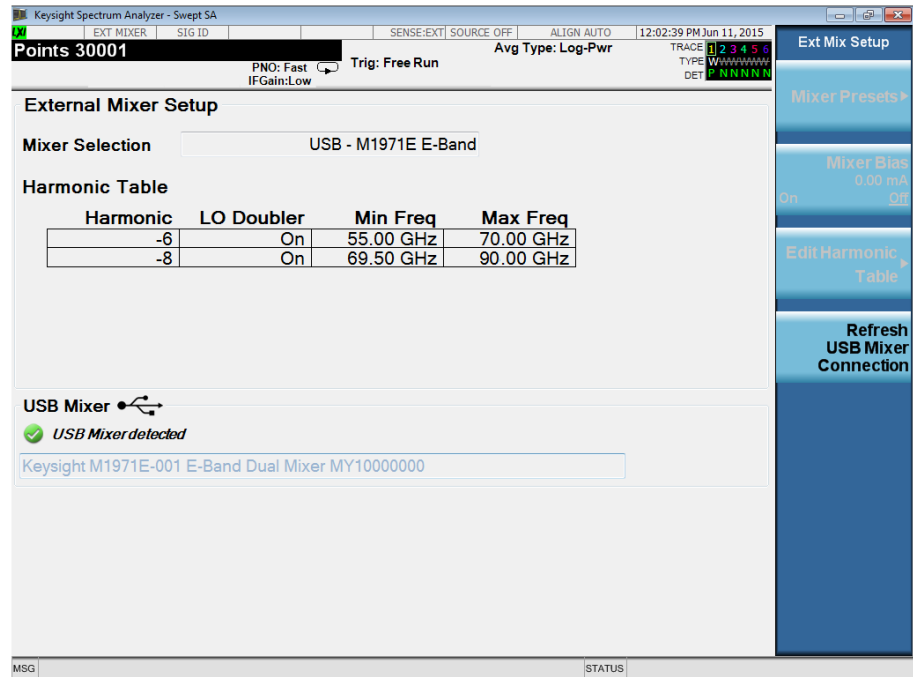 Keysight Spectrum Analyzer - Swept SA
LXI EXT MIXER SIG ID SENSE:EXT SOURCE OFF ALIGN AUTO 12:02:39 PM Jun 11, 2015
Points 30001
PNO: Fast
IFGain:Low
Trig: Free Run
Avg Type: Log-Pwr
TRACE 1 2 3 4 5 6
TYPE WWWWWW
DET P N N N N N
External Mixer Setup
Mixer Selection USB - M1971E E-Band
Harmonic Table
Harmonic LO Doubler Min Freq Max Freq
-6 On 55.00 GHz 70.00 GHz
-8 On 69.50 GHz 90.00 GHz
USB Mixer
USB Mixer detected
Keysight M1971E-001 E-Band Dual Mixer MY10000000
MSG STATUS
Ext Mix Setup
Mixer Presets
Mixer Bias
0.00 mA
On Off
Edit Harmonic
Table
Refresh
USB Mixer
Connection